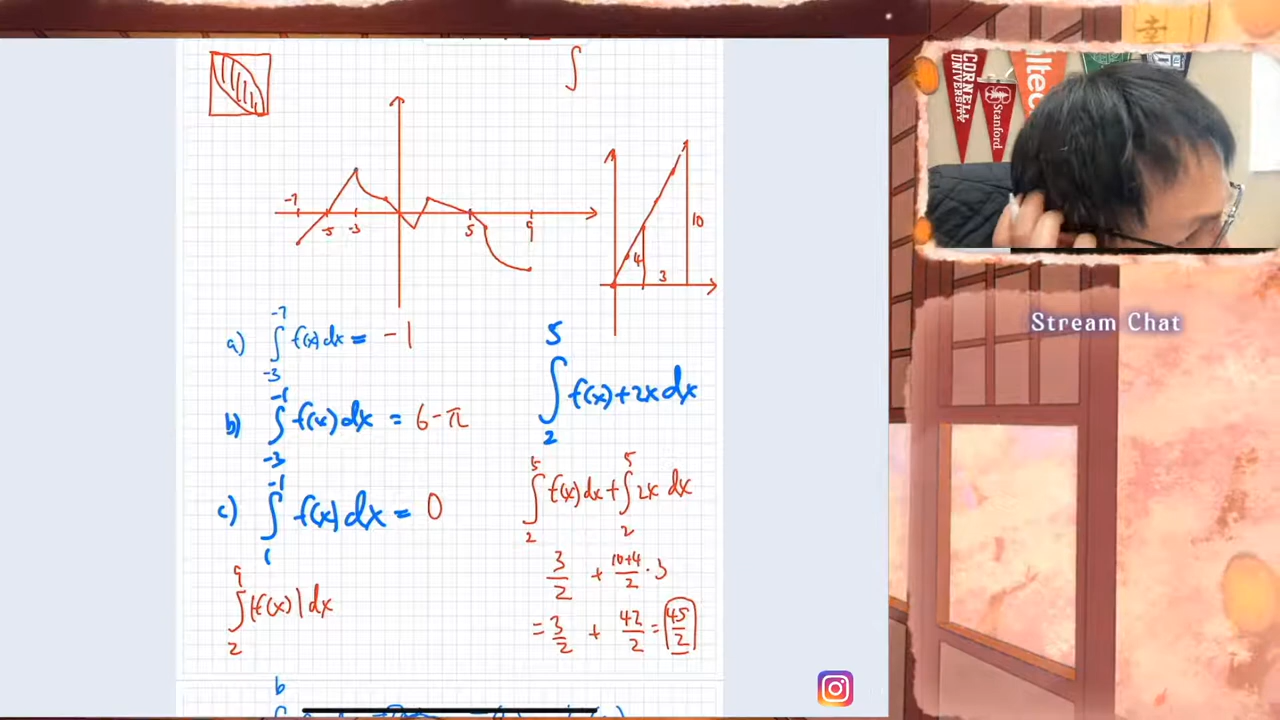 ∫
-7 -5 -3 5 9
10
4
3
a) ∫_{-3}^{-7} f(x) dx = -1
b) ∫_{-3}^{-1} f(x) dx = 6-π
c) ∫_{1}^{-1} f(x) dx = 0
∫_{2}^{9} |f(x)| dx
b
∫_{2}^{5} f(x)+2x dx
∫_{2}^{5} f(x) dx + ∫_{2}^{5} 2x dx
3/2 + (10+4)/2 · 3
= 3/2 + 42/2 = 45/2
CORNELL UNIVERSITY
Stanford
幸
Stream Chat